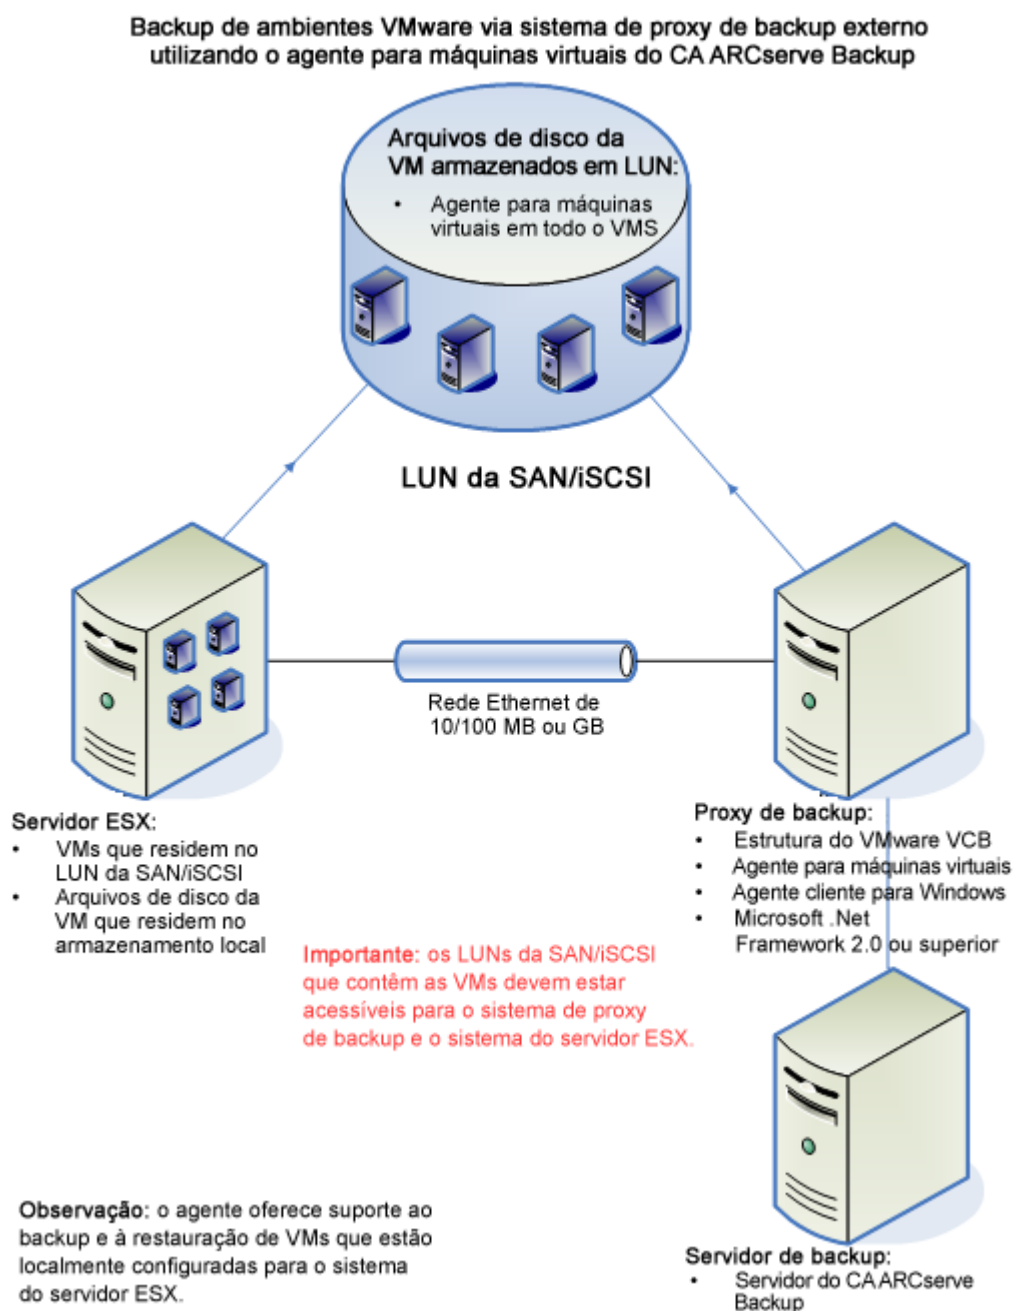 Backup de ambientes VMware via sistema de proxy de backup externo
utilizando o agente para máquinas virtuais do CA ARCserve Backup
Arquivos de disco da
VM armazenados em LUN:
• Agente para máquinas
virtuais em todo o VMS
LUN da SAN/iSCSI
Rede Ethernet de
10/100 MB ou GB
Servidor ESX:
• VMs que residem no
LUN da SAN/iSCSI
• Arquivos de disco da
VM que residem no
armazenamento local
Proxy de backup:
• Estrutura do VMware VCB
• Agente para máquinas virtuais
• Agente cliente para Windows
• Microsoft .Net
Framework 2.0 ou superior
Importante: os LUNs da SAN/iSCSI
que contêm as VMs devem estar
acessíveis para o sistema de proxy
de backup e o sistema do servidor ESX.
Observação: o agente oferece suporte ao
backup e à restauração de VMs que estão
localmente configuradas para o sistema
do servidor ESX.
Servidor de backup:
• Servidor do CA ARCserve
Backup